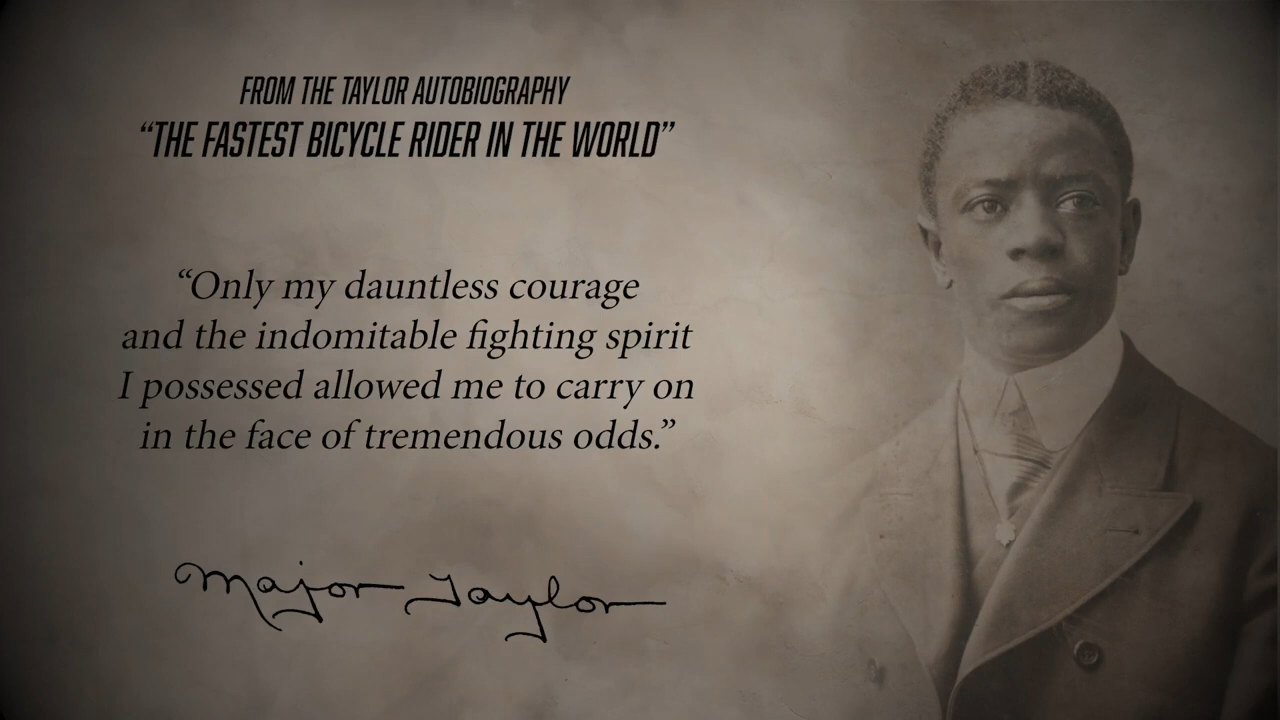 FROM THE TAYLOR AUTOBIOGRAPHY
“THE FASTEST BICYCLE RIDER IN THE WORLD”
“Only my dauntless courage
and the indomitable fighting spirit
I possessed allowed me to carry on
in the face of tremendous odds.”
Major Taylor